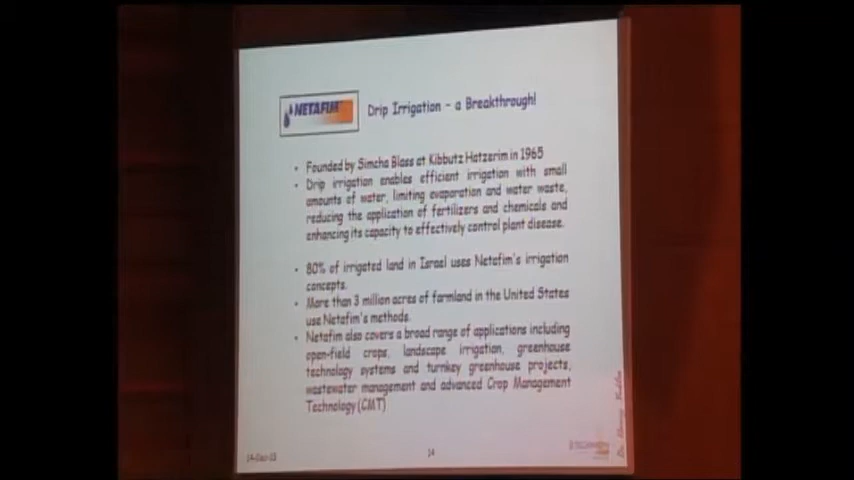 NETAFIM
Drip Irrigation - a Breakthrough!
• Founded by Simcha Blass at Kibbutz Hatzerim in 1965
• Drip irrigation enables efficient irrigation with small
amounts of water, limiting evaporation and water waste,
reducing the application of fertilizers and chemicals and
enhancing its capacity to effectively control plant disease.
• 80% of irrigated land in Israel uses Netafim's irrigation
concepts.
• More than 3 million acres of farmland in the United States
use Netafim's methods.
• Netafim also covers a broad range of applications including
open-field crops, landscape irrigation, greenhouse
technology systems and turnkey greenhouse projects,
wastewater management and advanced Crop Management
Technology (CMT)
14